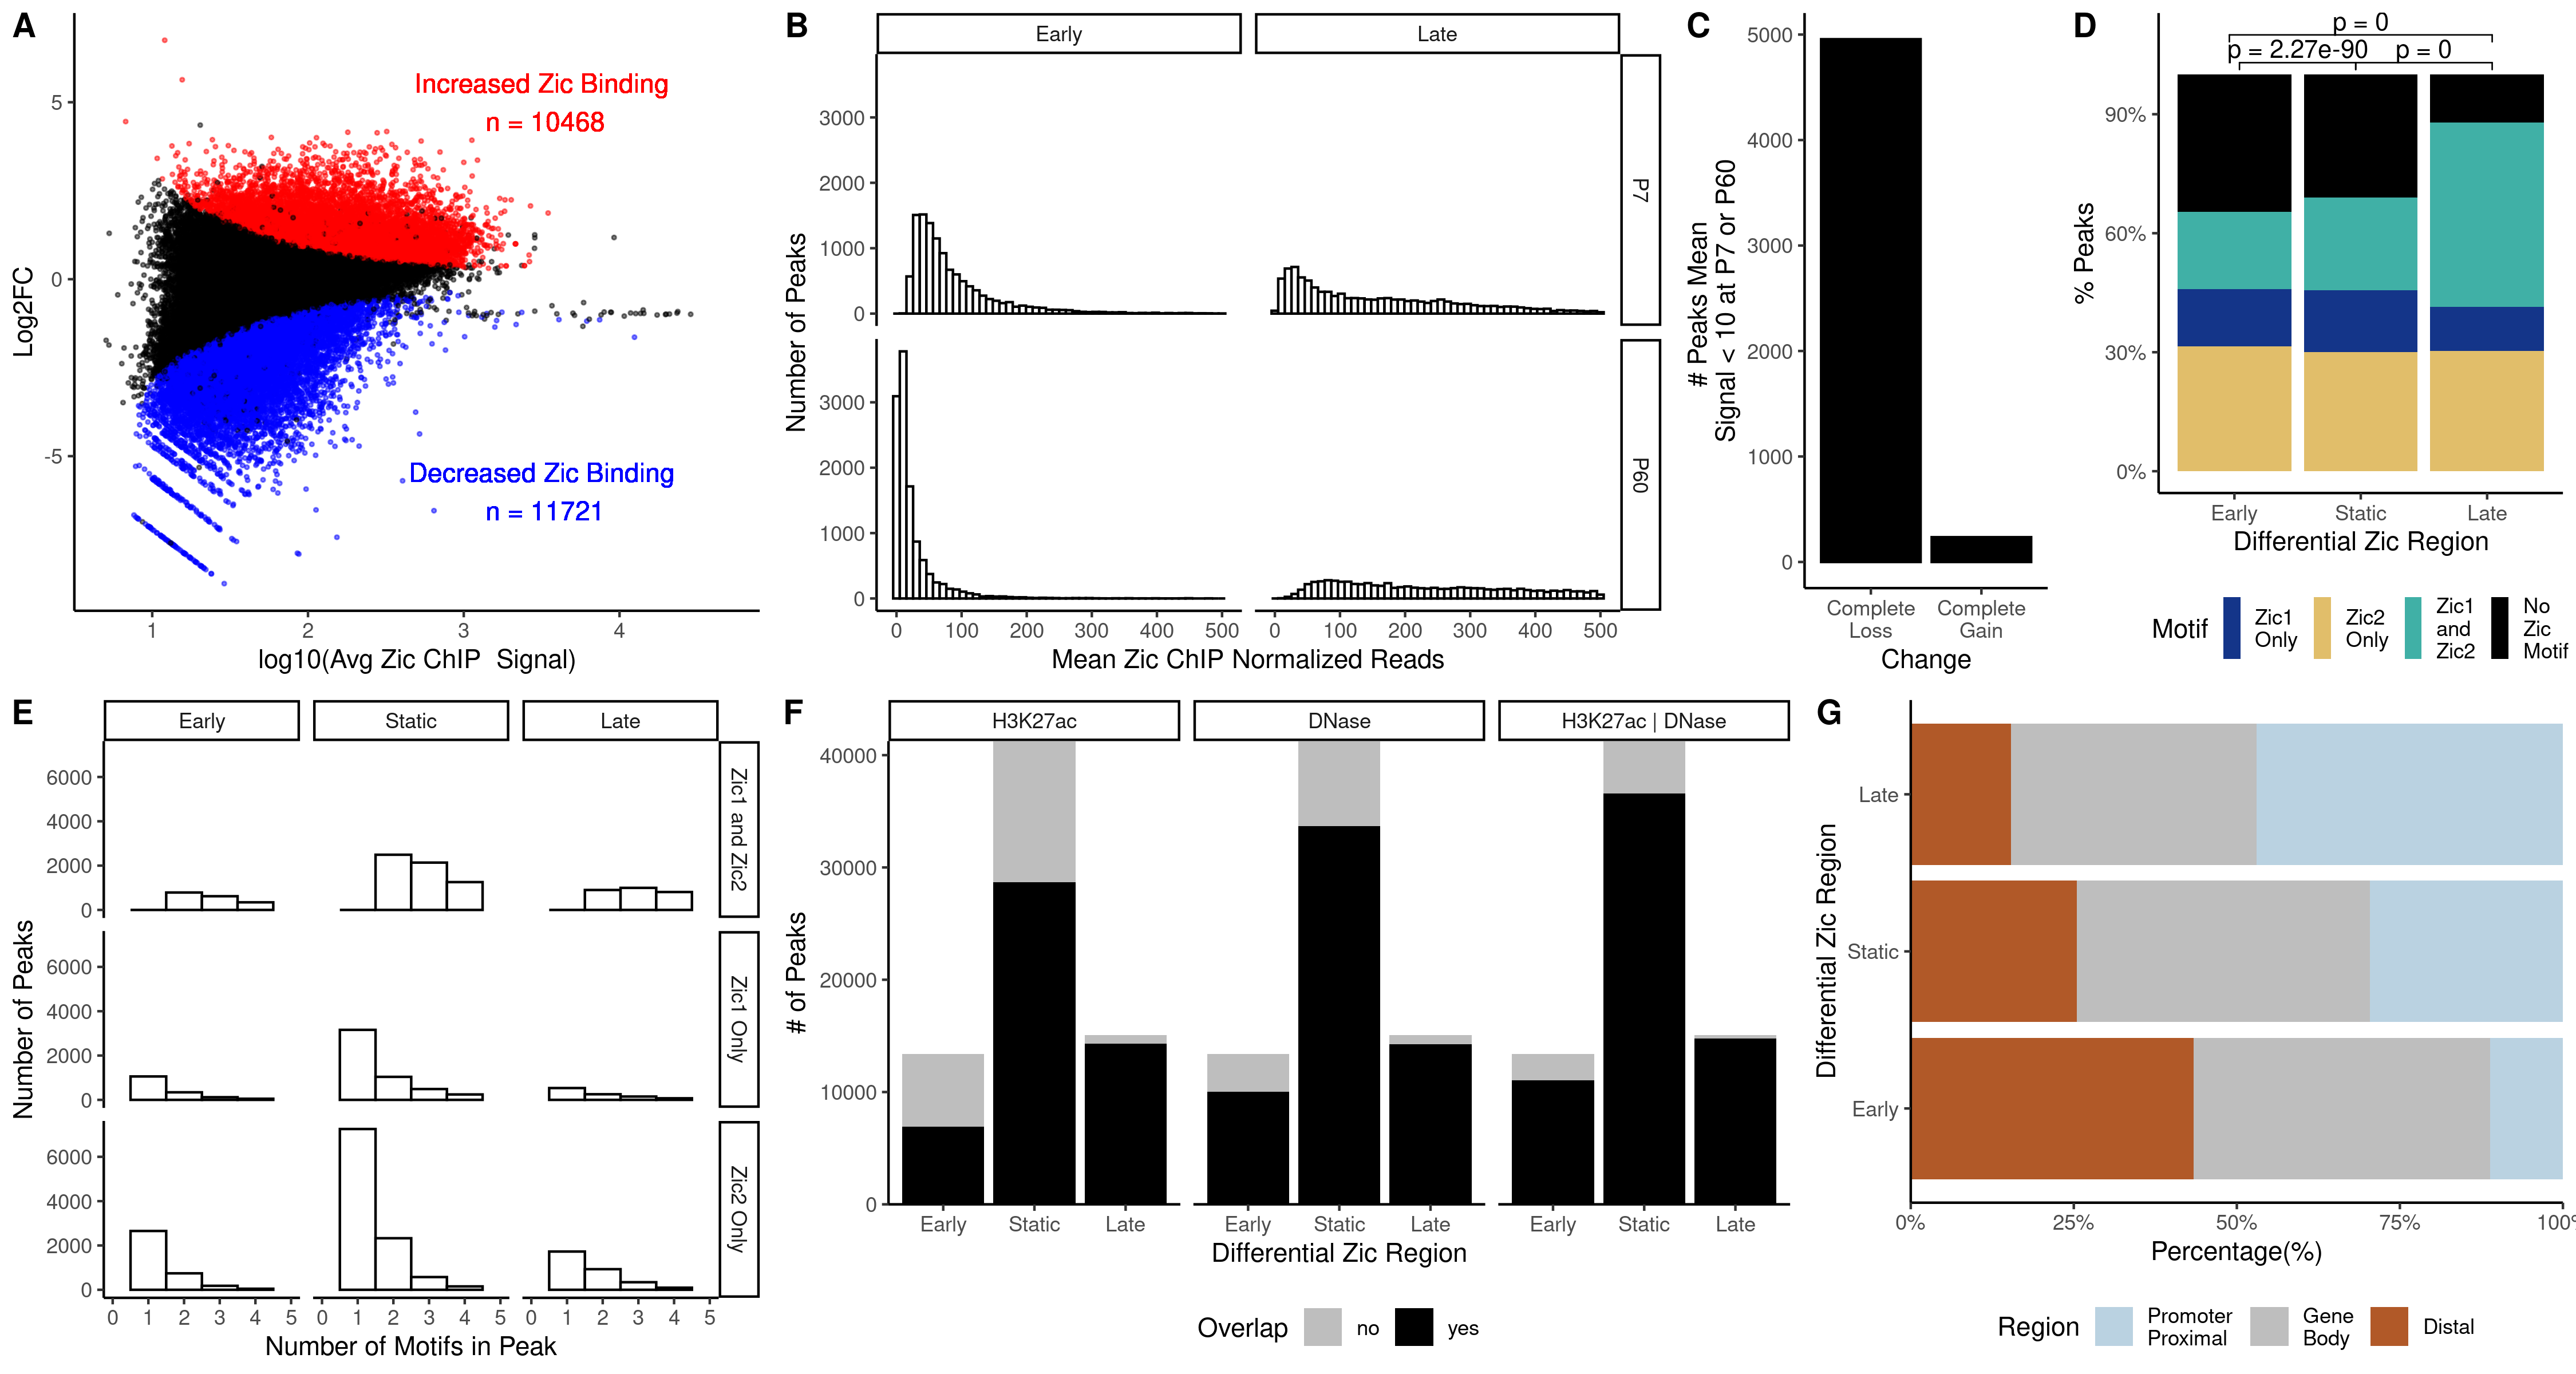 A
Increased Zic Binding
n = 10468
Decreased Zic Binding
n = 11721
5
0
-5
Log2FC
1
2
3
4
log10(Avg Zic ChIP  Signal)
B
Early
Late
P7
P60
3000
2000
1000
0
3000
2000
1000
0
Number of Peaks
0
100
200
300
400
500
0
100
200
300
400
500
Mean Zic ChIP Normalized Reads
C
5000
4000
3000
2000
1000
0
# Peaks Mean
Signal < 10 at P7 or P60
Complete
Loss
Complete
Gain
Change
D
p = 0
p = 2.27e-90
p = 0
90%
60%
30%
0%
% Peaks
Early
Static
Late
Differential Zic Region
Motif
Zic1
Only
Zic2
Only
Zic1
and
Zic2
No
Zic
Motif
E
Early
Static
Late
Zic1 and Zic2
Zic1 Only
Zic2 Only
6000
4000
2000
0
6000
4000
2000
0
6000
4000
2000
0
Number of Peaks
0
1
2
3
4
5
0
1
2
3
4
5
0
1
2
3
4
5
Number of Motifs in Peak
F
H3K27ac
DNase
H3K27ac | DNase
40000
30000
20000
10000
0
# of Peaks
Early
Static
Late
Early
Static
Late
Early
Static
Late
Differential Zic Region
Overlap
no
yes
G
Late
Static
Early
Differential Zic Region
0%
25%
50%
75%
100%
Percentage(%)
Region
Promoter
Proximal
Gene
Body
Distal